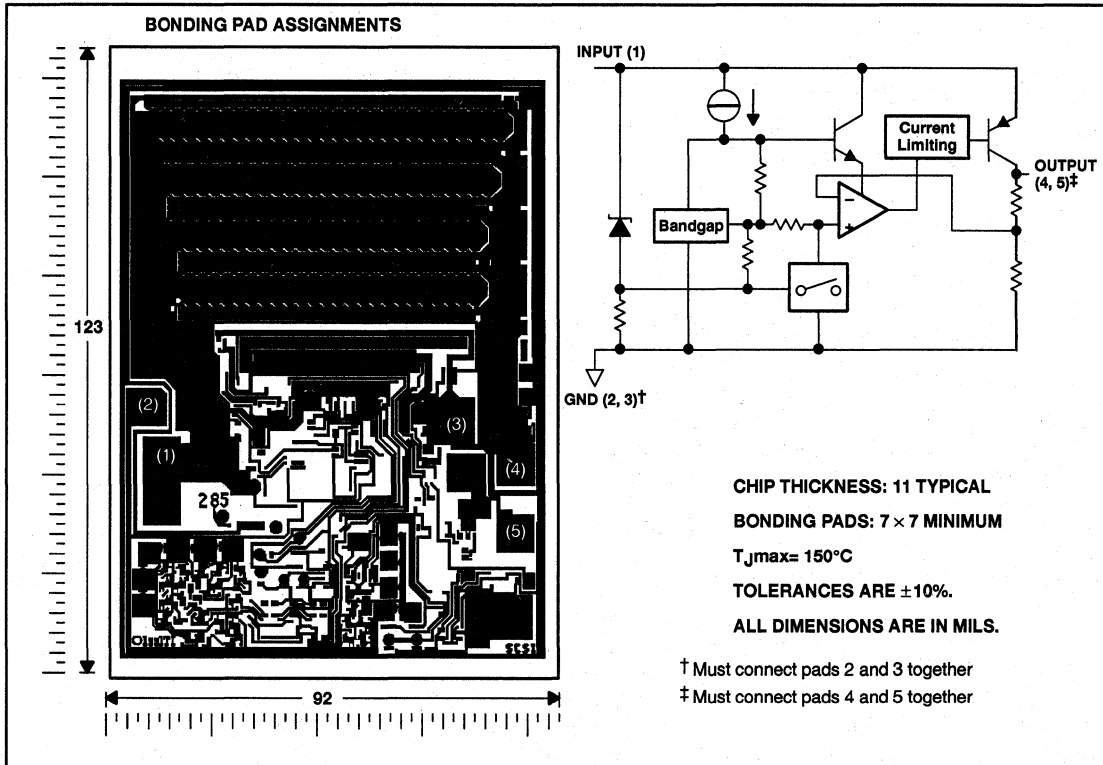 BONDING PAD ASSIGNMENTS
123
92
(2)
(1)
(3)
(4)
(5)
285
INPUT (1)
Current
Limiting
OUTPUT
(4, 5)‡
Bandgap
−
+
GND (2, 3)†
CHIP THICKNESS: 11 TYPICAL
BONDING PADS: 7 × 7 MINIMUM
TJmax= 150°C
TOLERANCES ARE ±10%.
ALL DIMENSIONS ARE IN MILS.
† Must connect pads 2 and 3 together
‡ Must connect pads 4 and 5 together